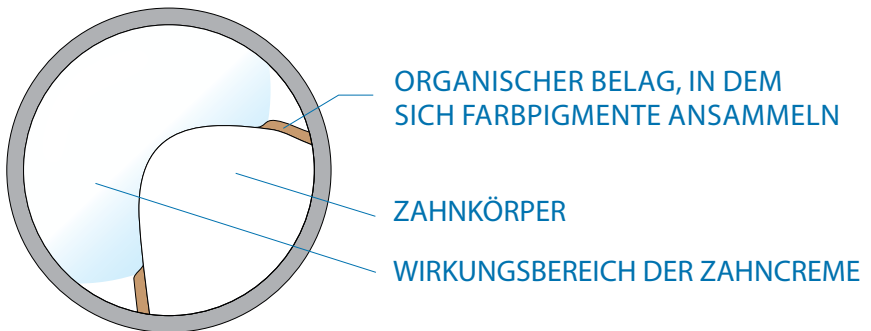 ORGANISCHER BELAG, IN DEM
SICH FARBPIGMENTE ANSAMMELN
ZAHNKÖRPER
WIRKUNGSBEREICH DER ZAHNCREME